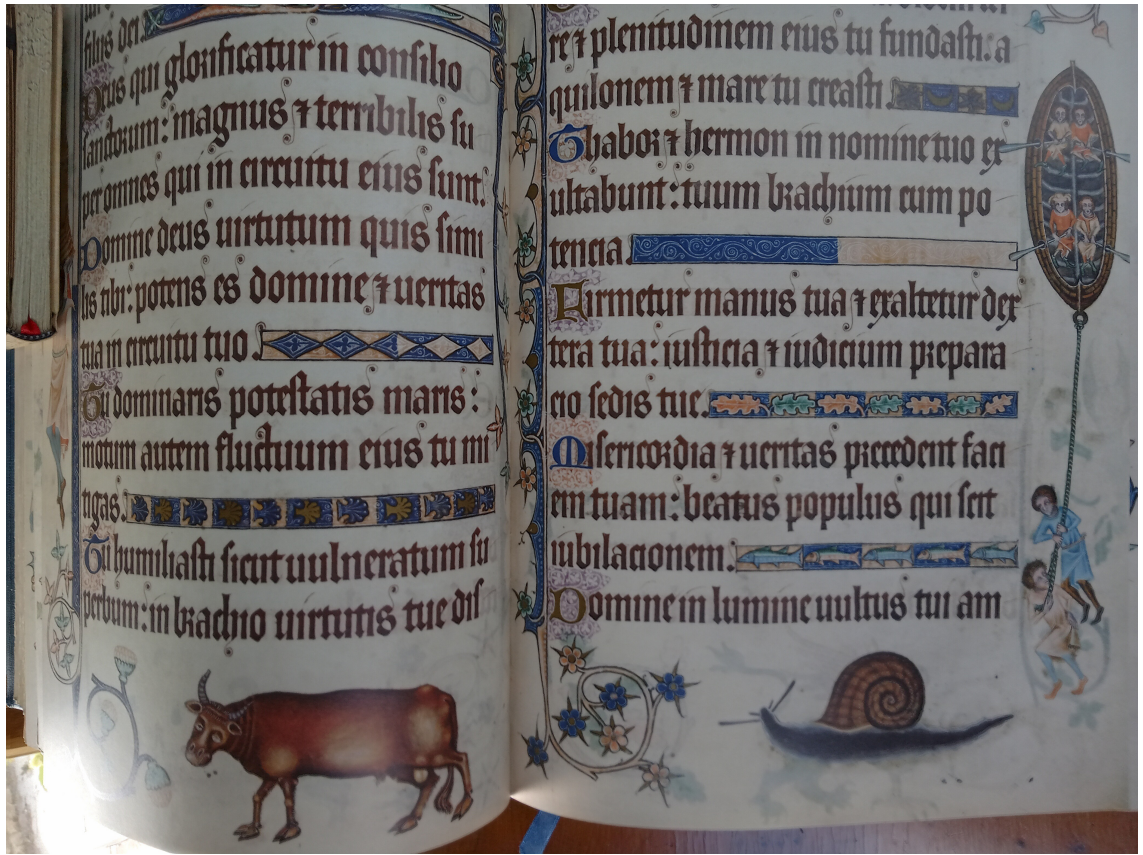 filius dei
Deus qui glorificatur in consilio
sanctorum: magnus ⁊ terribilis su
per omnes qui in circuitu eius sunt.
Domine deus uirtutum quis simi
lis tibi: potens es domine ⁊ ueritas
tua in circuitu tuo.
Tu dominaris potestatis maris:
motum autem fluctuum eius tu mi
tigas.
Tu humiliasti sicut uulneratum su
perbum: in brachio uirtutis tue dis
re ⁊ plenitudinem eius tu fundasti: a
quilonem ⁊ mare tu creasti.
Thabor ⁊ hermon in nomine tuo ex
ultabunt: tuum brachium cum po
tencia.
Firmetur manus tua ⁊ exaltetur dex
tera tua: iusticia ⁊ iudicium prepara
cio sedis tue.
Misericordia ⁊ ueritas precedent faci
em tuam: beatus populus qui scit
iubilacionem.
Domine in lumine uultus tui am